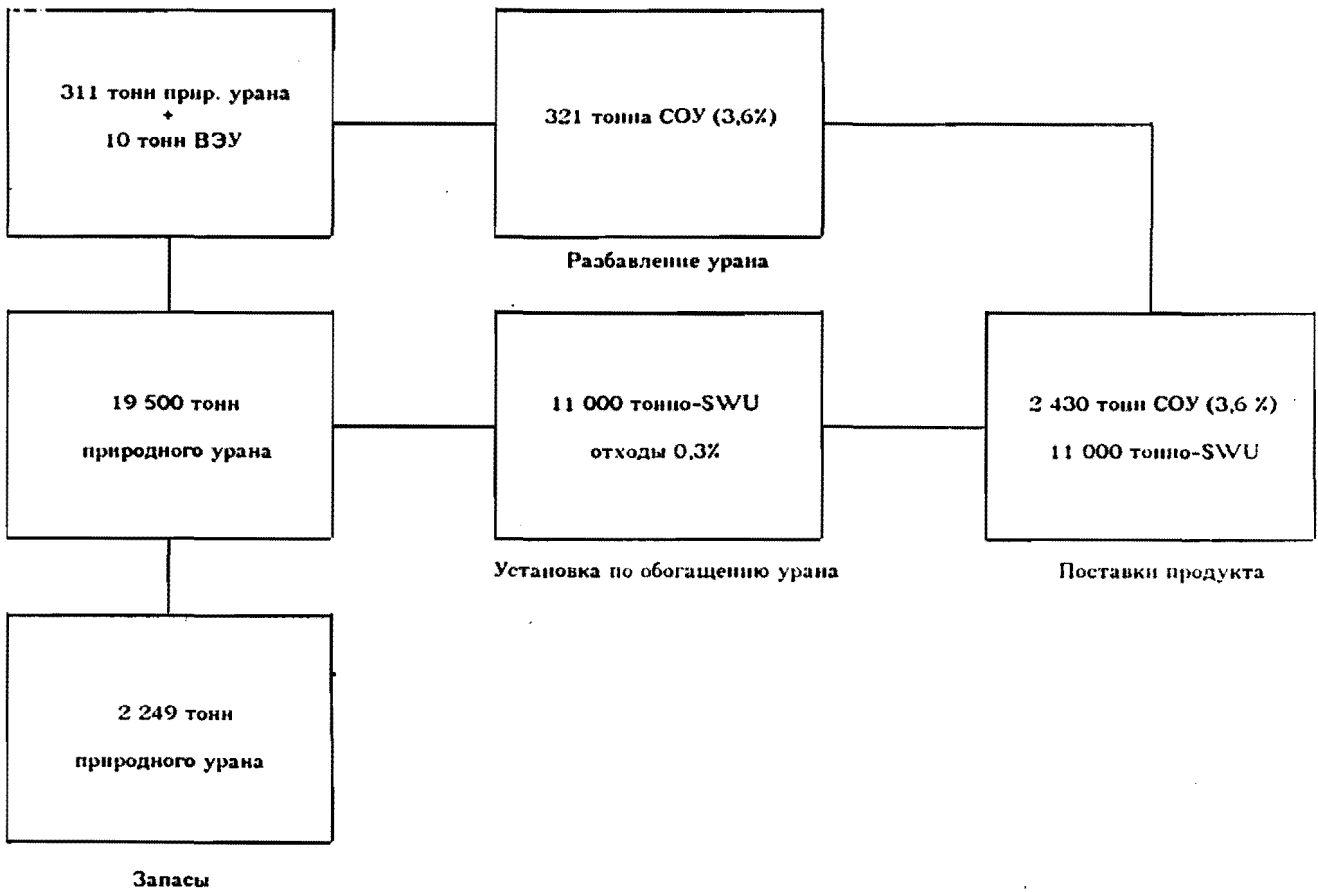 311 тонн прир. урана
+
10 тонн ВЭУ
321 тонна СОУ (3,6%)
Разбавление урана
19 500 тонн
природного урана
11 000 тонно-SWU
отходы 0,3%
Установка по обогащению урана
2 430 тонн СОУ (3,6 %)
11 000 тонно-SWU
Поставки продукта
2 249 тонн
природного урана
Запасы